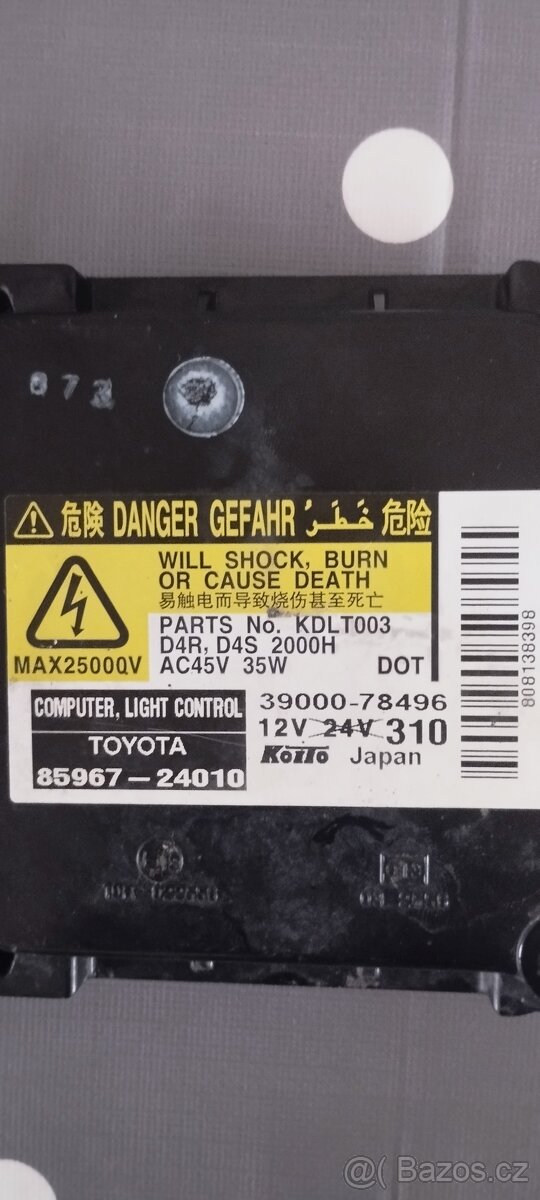 危険 DANGER GEFAHR خَطَرٌ 危险
WILL SHOCK, BURN
OR CAUSE DEATH
易触电而导致烧伤甚至死亡
MAX25000V
PARTS No. KDLT003
D4R, D4S 2000H
AC45V 35W DOT
COMPUTER, LIGHT CONTROL
TOYOTA
85967-24010
39000-78496
12V 24V 310
KOITO Japan
808138398
@( Bazos.cz